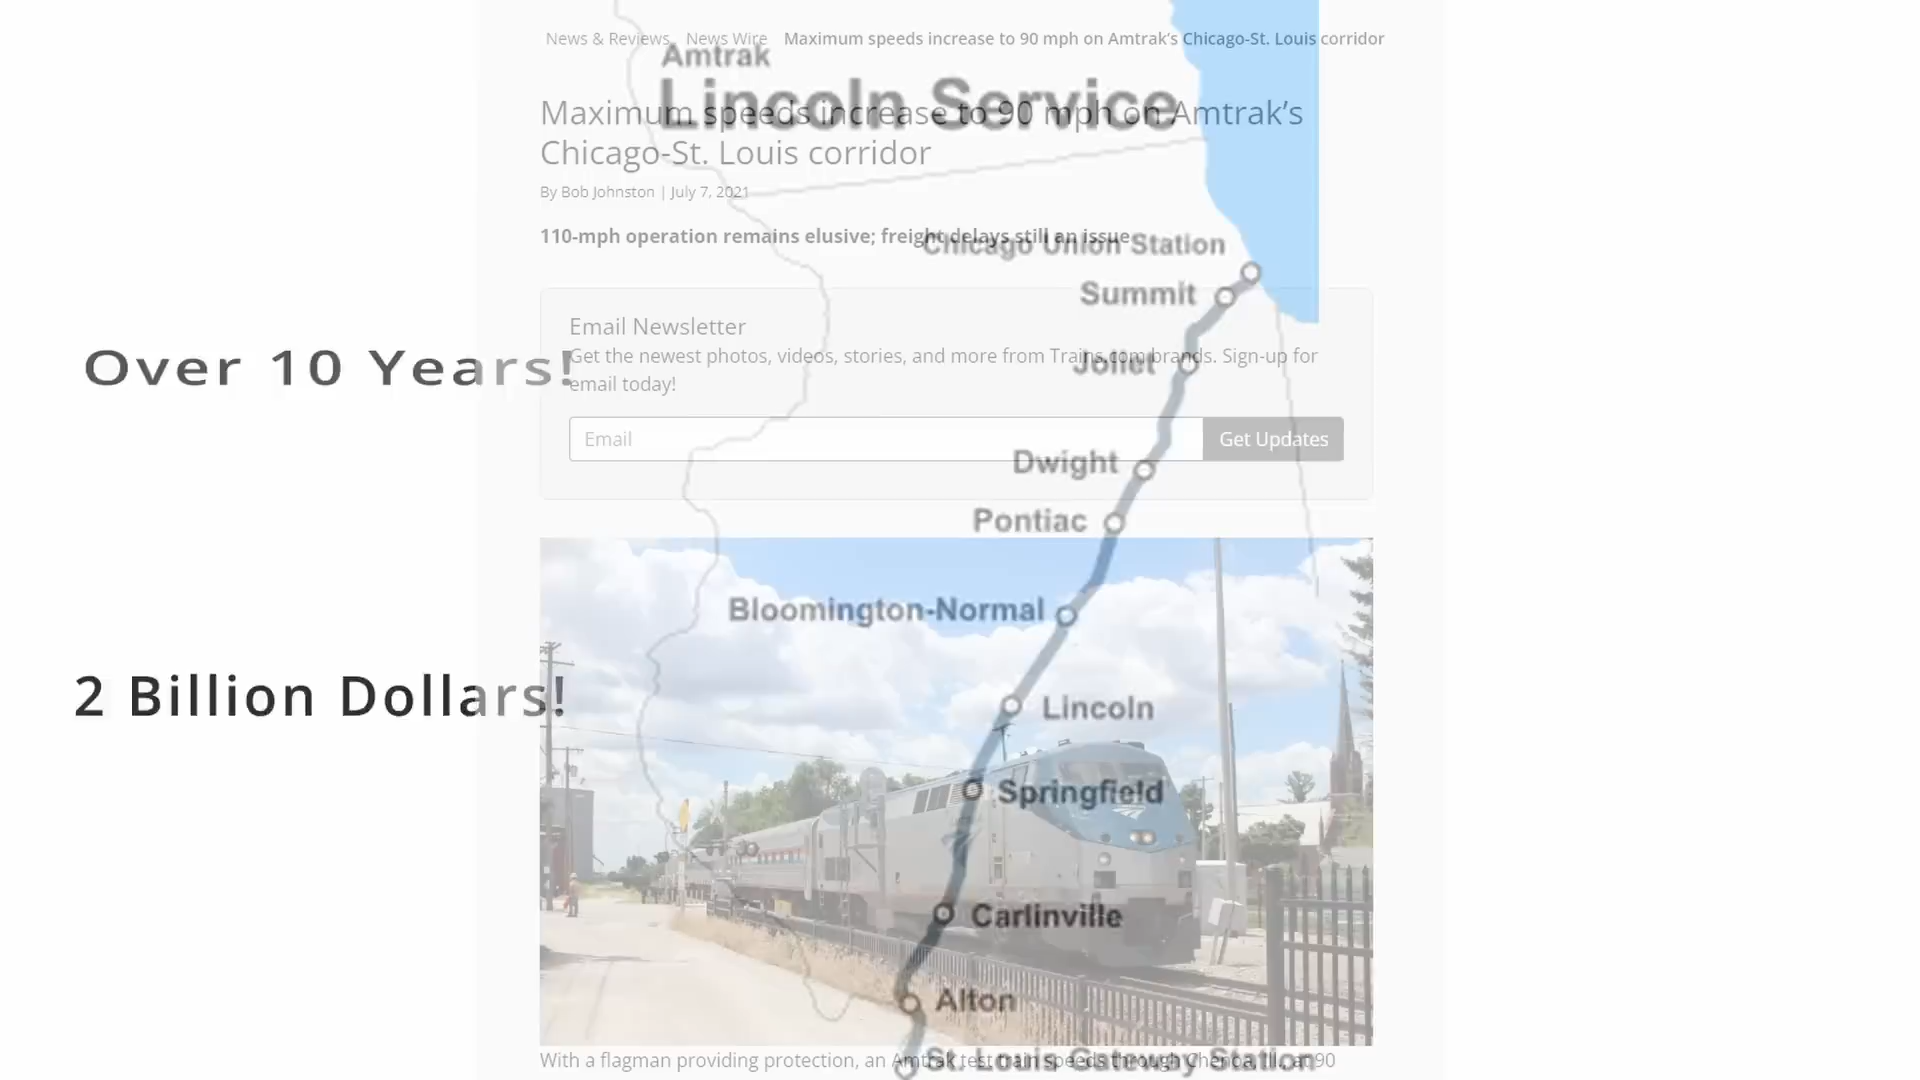 News & Reviews News Wire Maximum speeds increase to 90 mph on Amtrak's Chicago-St. Louis corridor
Amtrak
Lincoln Service
Maximum speeds increase to 90 mph on Amtrak's
Chicago-St. Louis corridor
By Bob Johnston | July 7, 2021
110-mph operation remains elusive; freight delays still an issue
Chicago Union Station
Summit
Email Newsletter
Get the newest photos, videos, stories, and more from Trains.com brands. Sign-up for
email today!
Joliet
Over 10 Years!
Email
Get Updates
Dwight
Pontiac
Bloomington-Normal
2 Billion Dollars!
Lincoln
Springfield
Carlinville
Alton
With a flagman providing protection, an Amtrak test train speeds through Chenoa, Ill., at 90
St. Louis Gateway Station